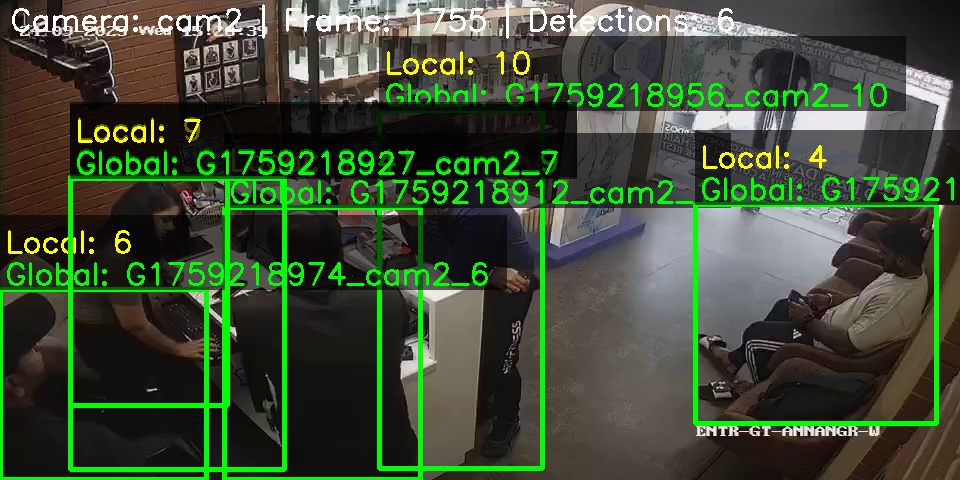 Camera: cam2 | Frame: 1755 | Detections: 6
Local: 10
Global: G1759218956_cam2_10
Local: 7
Global: G1759218927_cam2_7
Local: 4
Global: G1759218912_cam2_
Global: G175921
Local: 6
Global: G1759218974_cam2_6
ENTR-GT-ANNANGR-W